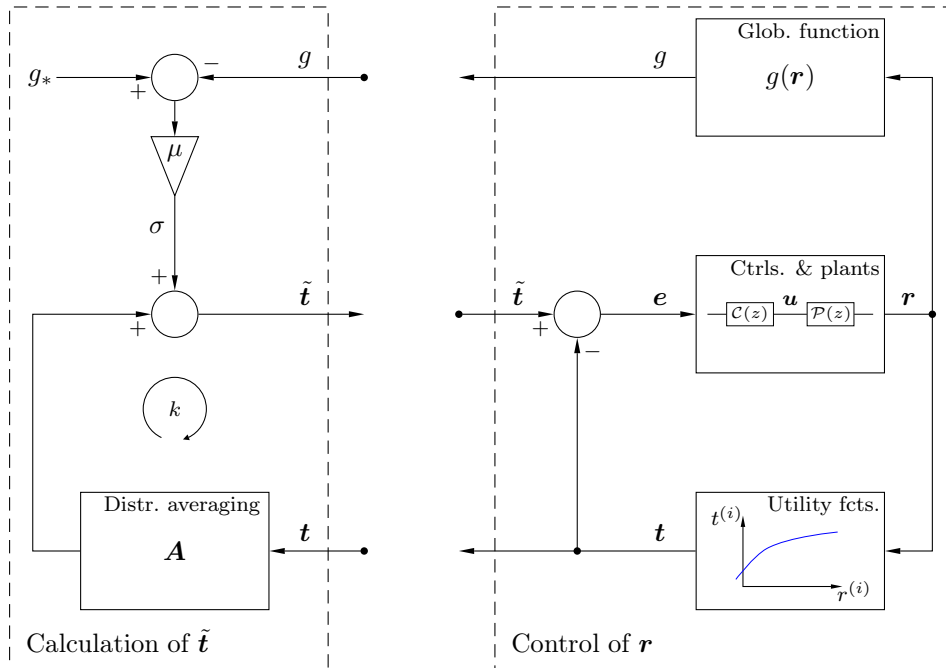 g∗
+
−
g
μ
σ
+
+
t̃
k
Distr. averaging
A
t
Calculation of t̃
g
Glob. function
g(r)
t̃
+
−
e
Ctrls. & plants
C(z)
u
P(z)
r
t
Utility fcts.
t⁽ⁱ⁾
r⁽ⁱ⁾
Control of r